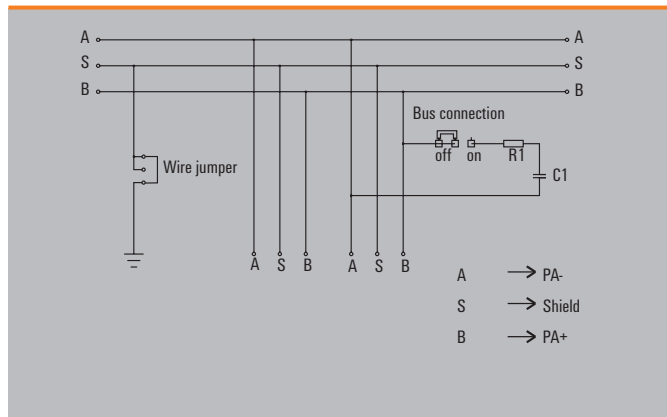 A A
S S
B B
Bus connection
off on R1
Wire jumper
C1
A S B A S B
A PA-
S Shield
B PA+